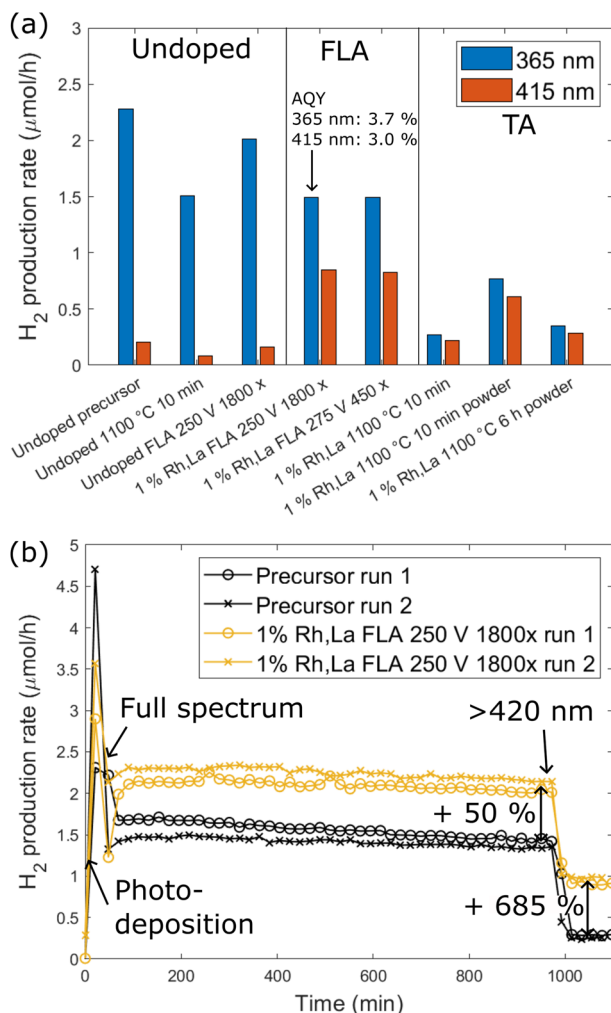 (a)
H2 production rate (µmol/h)
3
2.5
2
1.5
1
0.5
0
Undoped
FLA
TA
365 nm
415 nm
AQY
365 nm: 3.7 %
415 nm: 3.0 %
Undoped precursor
Undoped 1100 °C 10 min
Undoped FLA 250 V 1800 x
1 % Rh,La FLA 250 V 1800 x
1 % Rh,La FLA 275 V 450 x
1 % Rh,La 1100 °C 10 min
1 % Rh,La 1100 °C 10 min powder
1 % Rh,La 1100 °C 6 h powder
(b)
H2 production rate (µmol/h)
5
4.5
4
3.5
3
2.5
2
1.5
1
0.5
0
Precursor run 1
Precursor run 2
1% Rh,La FLA 250 V 1800x run 1
1% Rh,La FLA 250 V 1800x run 2
Full spectrum
>420 nm
+ 50 %
Photo-
deposition
+ 685 %
0
200
400
600
800
1000
Time (min)